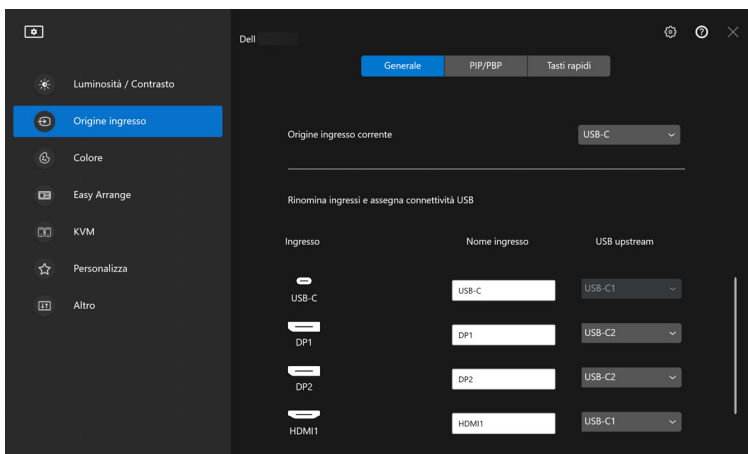 Dell
Generale PIP/PBP Tasti rapidi
Luminosità / Contrasto
Origine ingresso
Colore
Easy Arrange
KVM
Personalizza
Altro
Origine ingresso corrente USB-C
Rinomina ingressi e assegna connettività USB
Ingresso Nome ingresso USB upstream
USB-C USB-C USB-C1
DP1 DP1 USB-C2
DP2 DP2 USB-C2
HDMI1 HDMI1 USB-C1